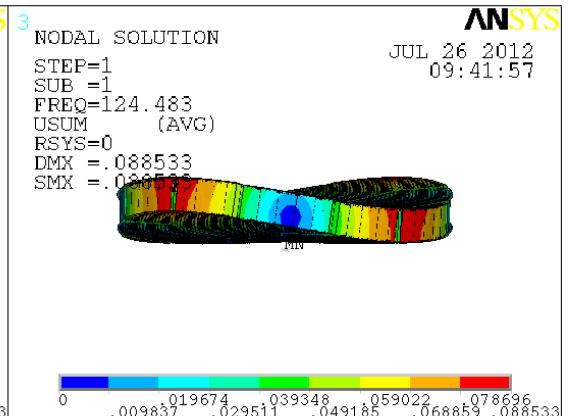 3
ANSYS
NODAL SOLUTION
JUL 26 2012
09:41:57
STEP=1
SUB =1
FREQ=124.483
USUM (AVG)
RSYS=0
DMX =.088533
SMX =.088533
MN
0 .019674 .039348 .059022 .078696
.009837 .029511 .049185 .068859 .088533